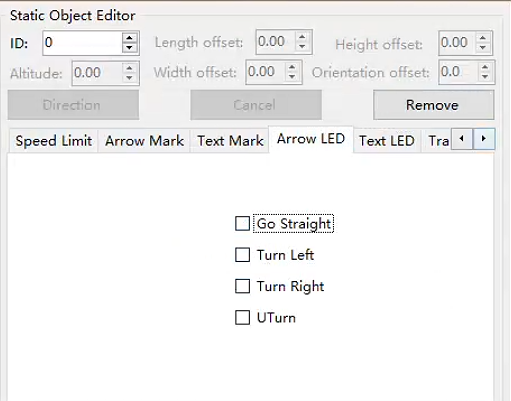 Static Object Editor
ID: 0 Length offset: 0.00 Height offset: 0.00
Altitude: 0.00 Width offset: 0.00 Orientation offset: 0.0
Direction Cancel Remove
Speed Limit Arrow Mark Text Mark Arrow LED Text LED Tra
Go Straight
Turn Left
Turn Right
UTurn